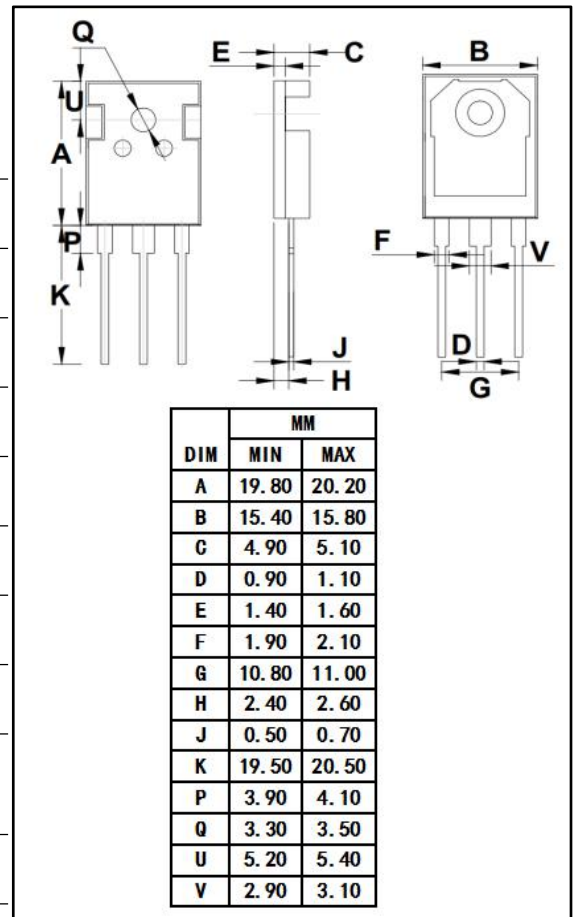 Q
E C B
U
A
P
K
F V
D
J
H G
MM
DIM MIN MAX
A 19.80 20.20
B 15.40 15.80
C 4.90 5.10
D 0.90 1.10
E 1.40 1.60
F 1.90 2.10
G 10.80 11.00
H 2.40 2.60
J 0.50 0.70
K 19.50 20.50
P 3.90 4.10
Q 3.30 3.50
U 5.20 5.40
V 2.90 3.10